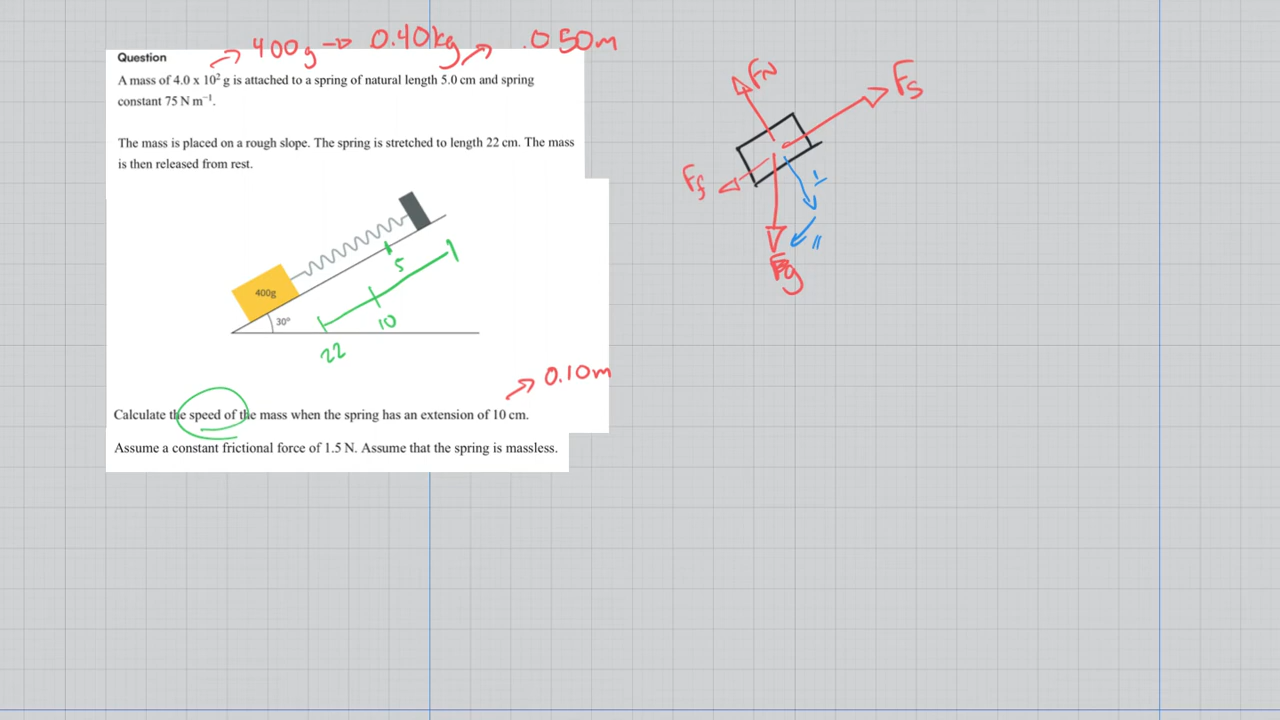 → 400g → 0.40kg → .050m
Question
A mass of 4.0 x 10² g is attached to a spring of natural length 5.0 cm and spring
constant 75 N m⁻¹.
The mass is placed on a rough slope. The spring is stretched to length 22 cm. The mass
is then released from rest.
400g
30°
5
10
22
→ 0.10m
Calculate the speed of the mass when the spring has an extension of 10 cm.
Assume a constant frictional force of 1.5 N. Assume that the spring is massless.
FN
Fs
Ff
⊥
//
Fg